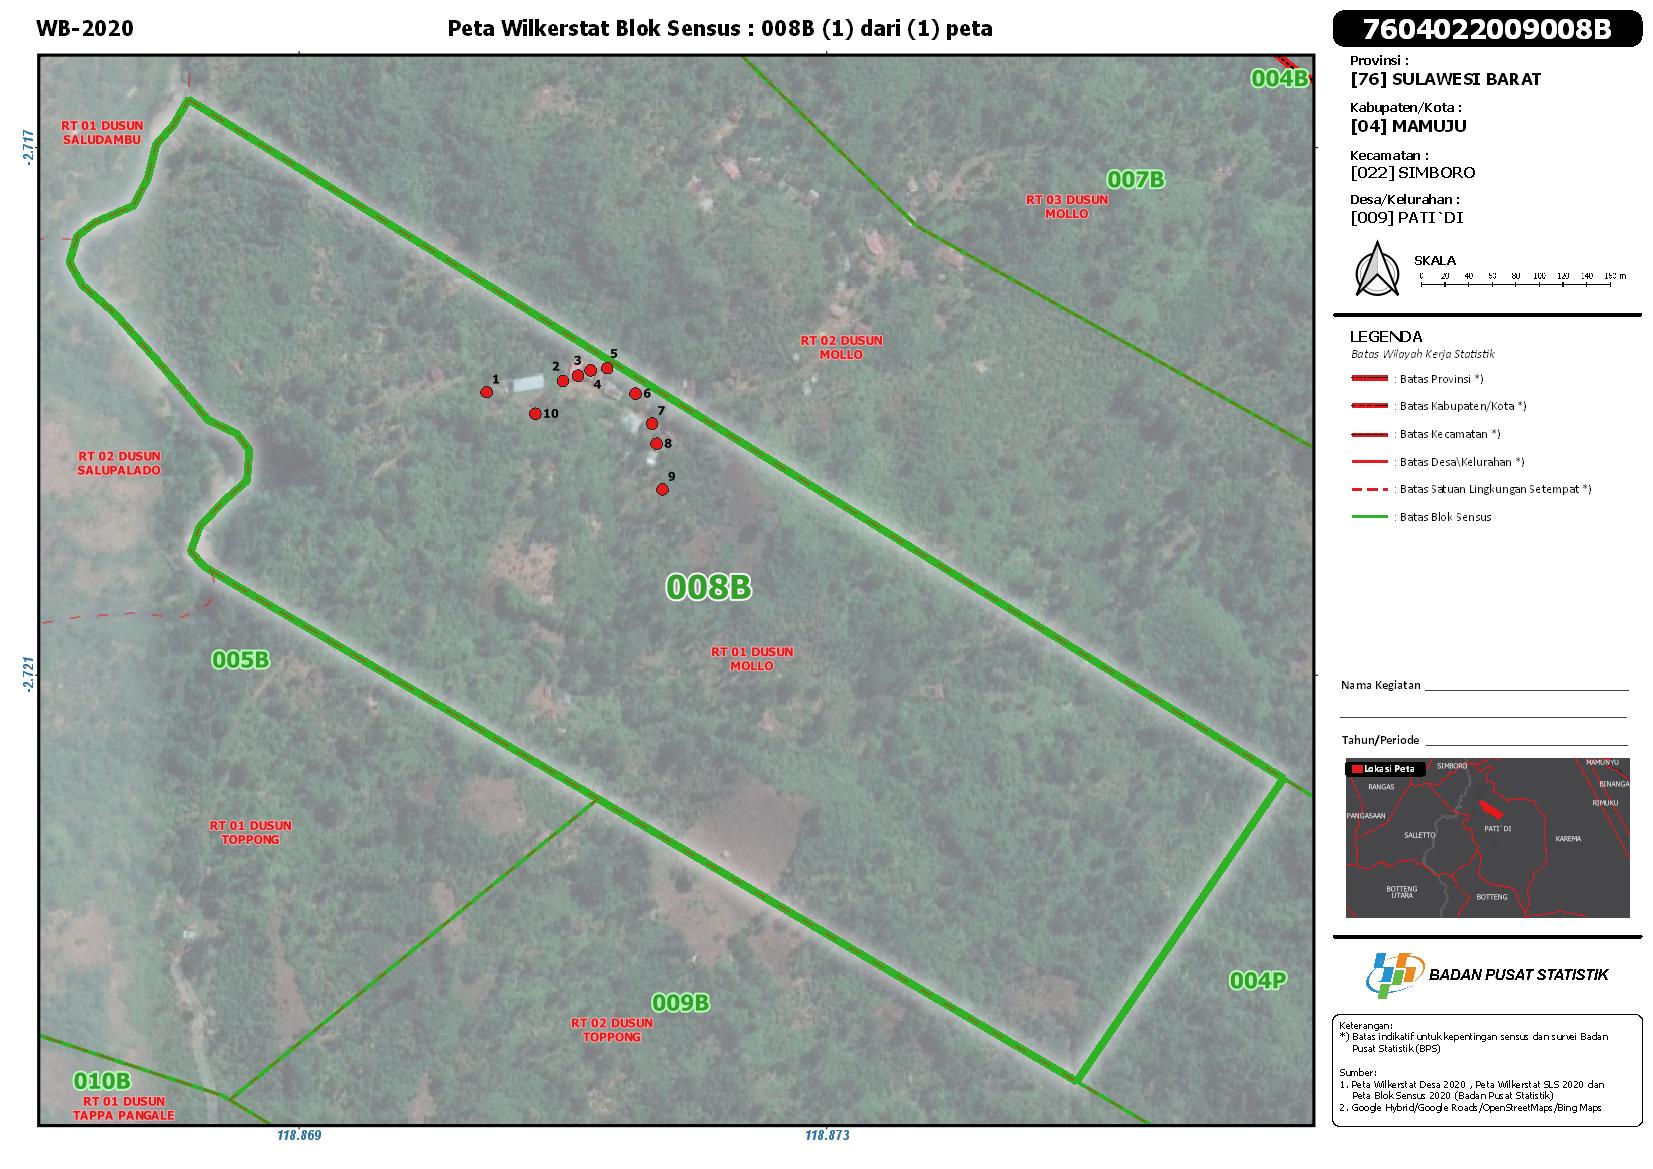 WB-2020
Peta Wilkerstat Blok Sensus : 008B (1) dari (1) peta
7604022009008B
Provinsi :
[76] SULAWESI BARAT
Kabupaten/Kota :
[04] MAMUJU
Kecamatan :
[022] SIMBORO
Desa/Kelurahan :
[009] PATI`DI
SKALA
0 20 40 60 80 100 120 140 160 m
LEGENDA
Batas Wilayah Kerja Statistik
: Batas Provinsi *)
: Batas Kabupaten/Kota *)
: Batas Kecamatan *)
: Batas Desa\Kelurahan *)
: Batas Satuan Lingkungan Setempat *)
: Batas Blok Sensus
Nama Kegiatan
Tahun/Periode
Lokasi Peta
SIMBORO
MAMUNYU
RANGAS
BINANGA
RIMUKU
PANGASAAN
PATI`DI
SALLETTO
KAREMA
BOTTENG
UTARA
BOTTENG
BADAN PUSAT STATISTIK
Keterangan:
*) Batas indikatif untuk kepentingan sensus dan survei Badan
Pusat Statistik (BPS)
Sumber:
1. Peta Wilkerstat Desa 2020 , Peta Wilkerstat SLS 2020 dan
Peta Blok Sensus 2020 (Badan Pusat Statistik)
2. Google Hybrid/Google Roads/OpenStreetMaps/Bing Maps
004B
RT 01 DUSUN
SALUDAMBU
-2.717
007B
RT 03 DUSUN
MOLLO
RT 02 DUSUN
MOLLO
1
2
3
4
5
6
7
8
9
10
RT 02 DUSUN
SALUPALADO
008B
RT 01 DUSUN
MOLLO
005B
-2.721
RT 01 DUSUN
TOPPONG
004P
009B
RT 02 DUSUN
TOPPONG
010B
RT 01 DUSUN
TAPPA PANGALE
118.869
118.873